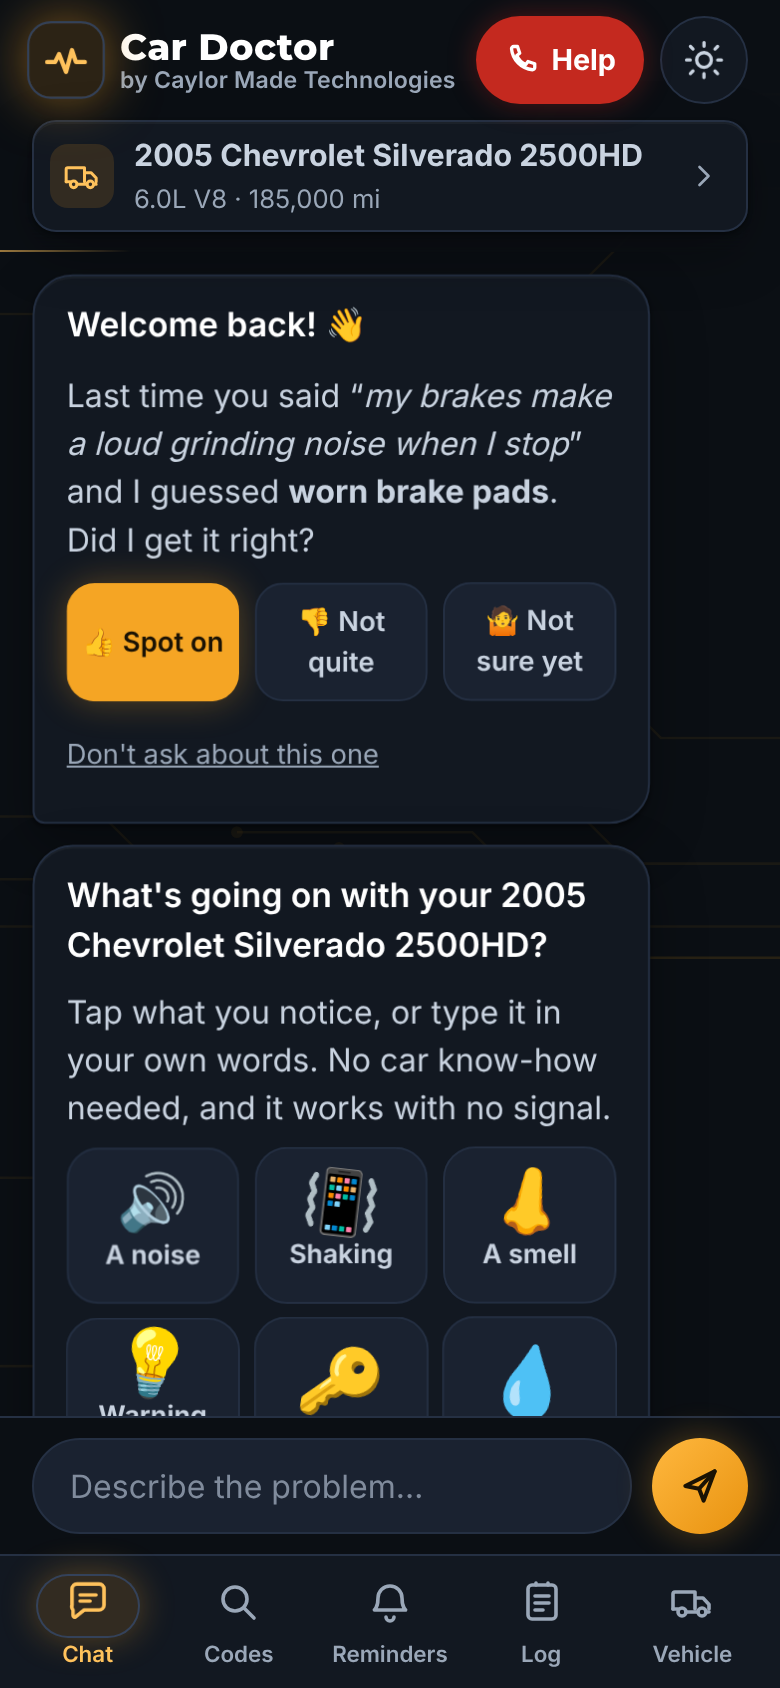 Car Doctor
by Caylor Made Technologies
Help
2005 Chevrolet Silverado 2500HD
6.0L V8 · 185,000 mi
Welcome back! 👋
Last time you said “my brakes make
a loud grinding noise when I stop”
and I guessed worn brake pads.
Did I get it right?
👍 Spot on
👎 Not
quite
🤷 Not
sure yet
Don't ask about this one
What's going on with your 2005
Chevrolet Silverado 2500HD?
Tap what you notice, or type it in
your own words. No car know-how
needed, and it works with no signal.
A noise
Shaking
A smell
Warning
Describe the problem...
Chat
Codes
Reminders
Log
Vehicle